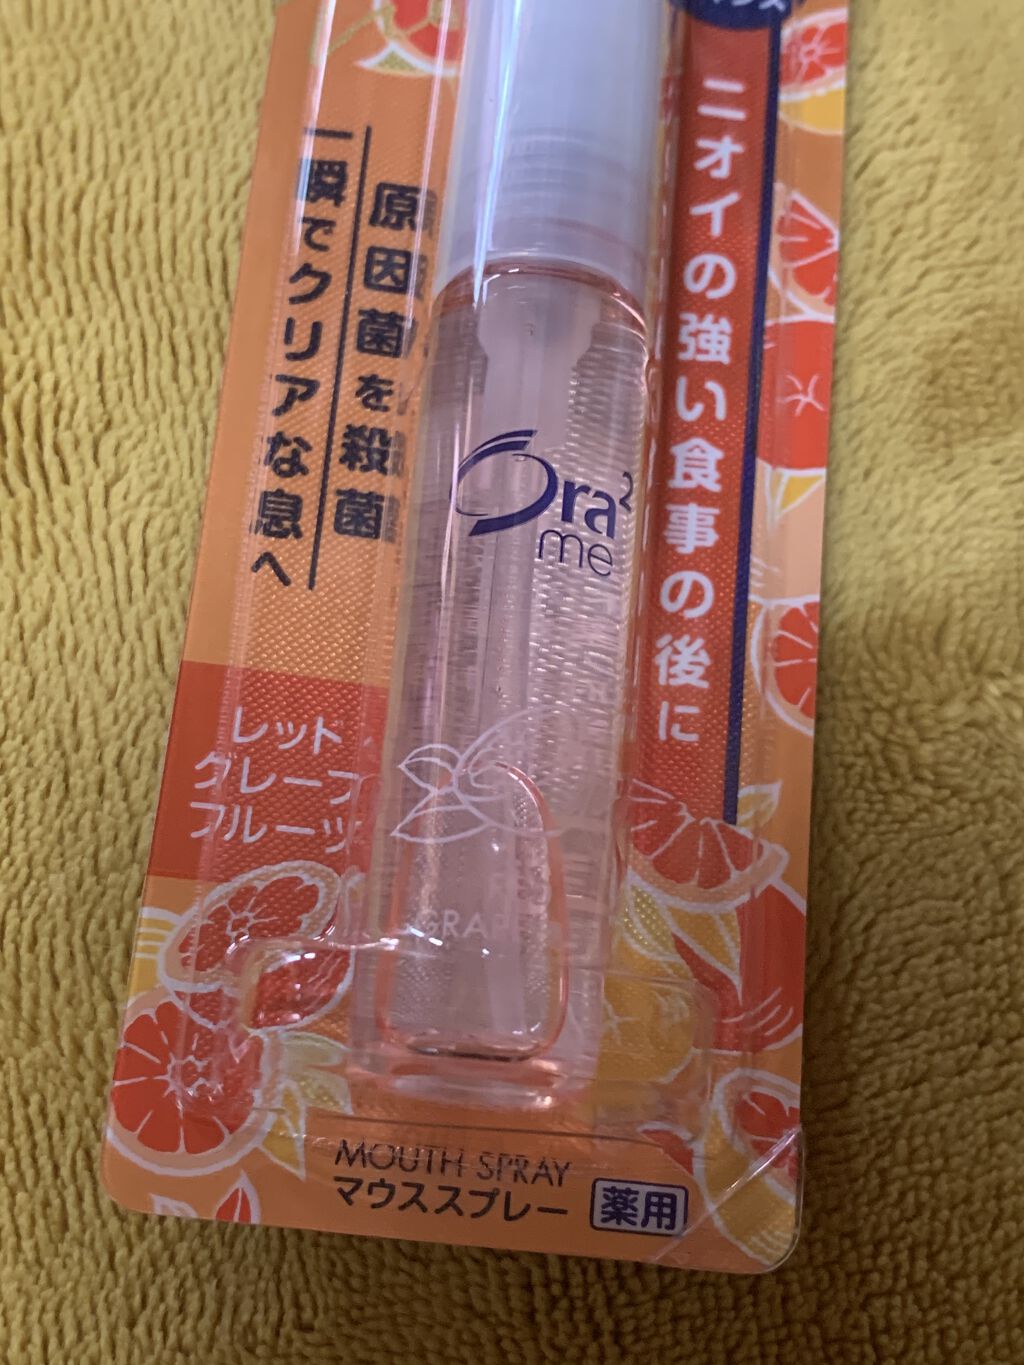 ニオイの強い食事の後に
原因菌を殺菌
一瞬でクリアな息へ
Ora2
me
レッド
グレープ
フルーツ
MOUTH SPRAY
マウススプレー
薬用